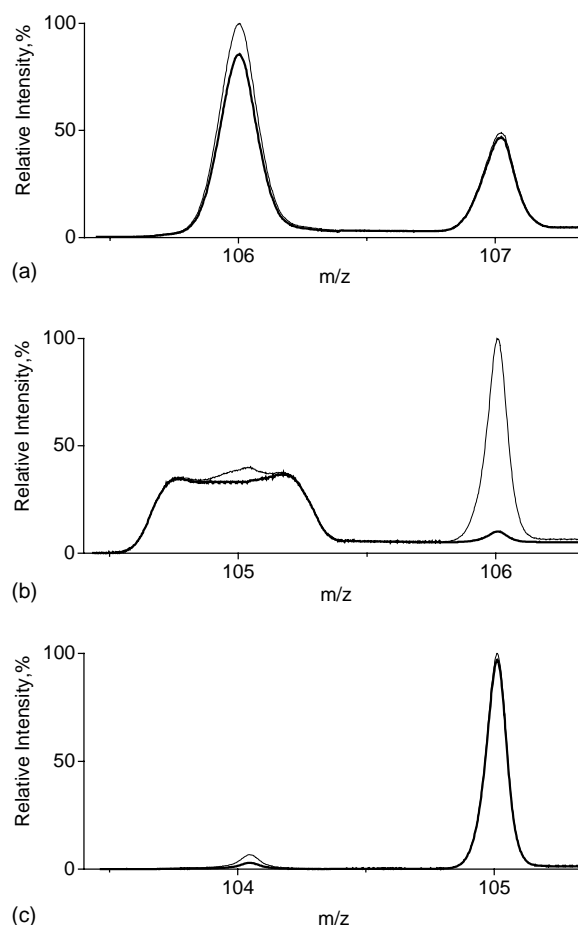 100
50
0
Relative Intensity,%
106
107
m/z
(a)
100
50
0
Relative Intensity,%
105
106
m/z
(b)
100
50
0
Relative Intensity,%
104
105
m/z
(c)